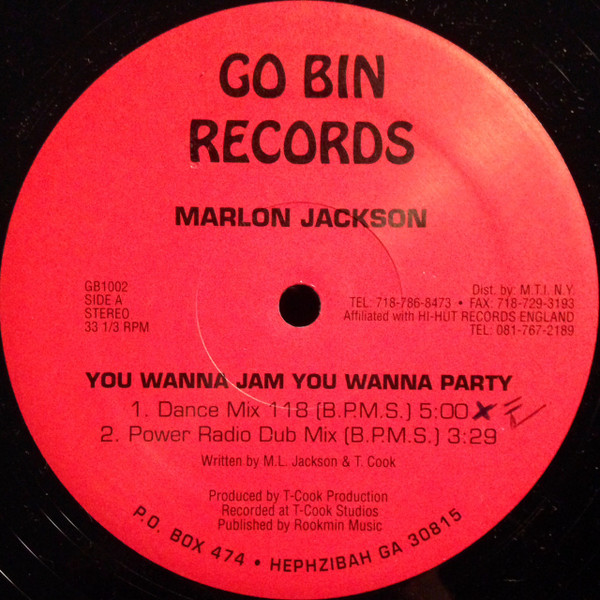 GO BIN
RECORDS
MARLON JACKSON
GB1002
SIDE A
STEREO
33 1/3 RPM
Dist. by: M.T.I. N.Y.
TEL: 718-786-8473 • FAX: 718-729-3193
Affiliated with HI-HUT RECORDS ENGLAND
TEL: 081-767-2189
YOU WANNA JAM YOU WANNA PARTY
1. Dance Mix 118 (B.P.M.S.) 5:00 X
2. Power Radio Dub Mix (B.P.M.S.) 3:29
Written by M.L. Jackson & T. Cook
Produced by T-Cook Production
Recorded at T-Cook Studios
Published by Rookmin Music
P.O. BOX 474 • HEPHZIBAH GA 30815